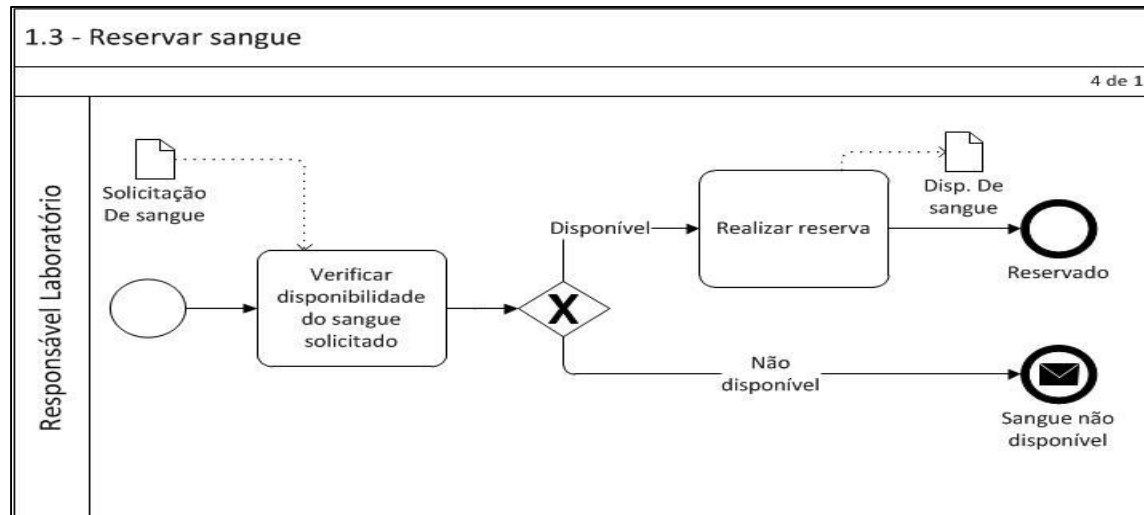 1.3 - Reservar sangue
4 de 1
Responsável Laboratório
Solicitação
De sangue
Verificar
disponibilidade
do sangue
solicitado
Disponível
Realizar reserva
Disp. De
sangue
Reservado
Não
disponível
Sangue não
disponível